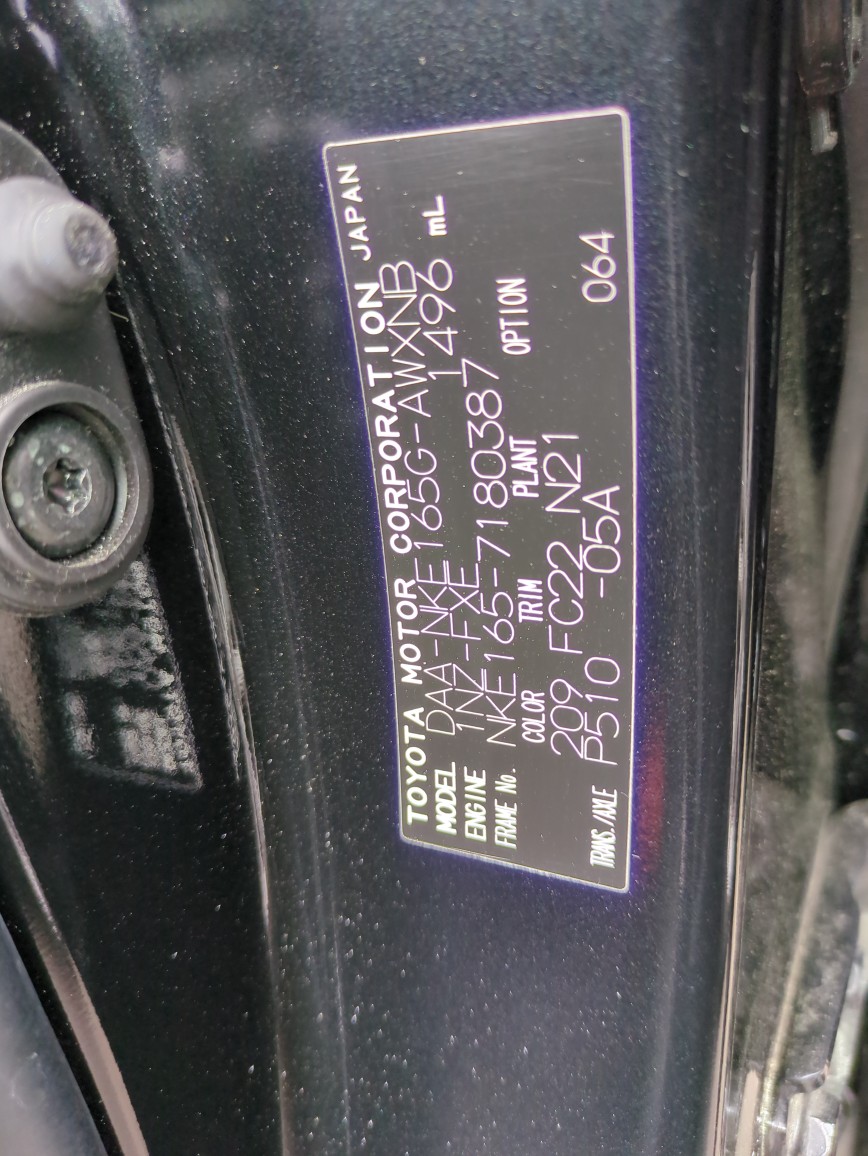 TOYOTA MOTOR CORPORATION JAPAN
MODEL DAA-NKE165G-AWXNB
ENGINE 1NZ-FXE 1496 mL
FRAME No. NKE165-7180387
COLOR TRIM PLANT OPTION
209 FC22 N21
TRANS./AXLE P510 -05A 064